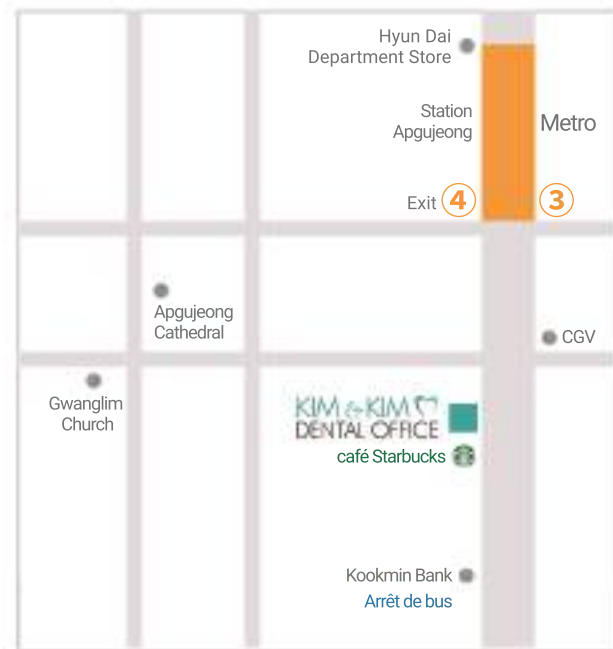 Hyun Dai
Department Store
Station
Apgujeong
Metro
Exit 4
3
Apgujeong
Cathedral
CGV
Gwanglim
Church
KIM & KIM
DENTAL OFFICE
café Starbucks
Kookmin Bank
Arrêt de bus